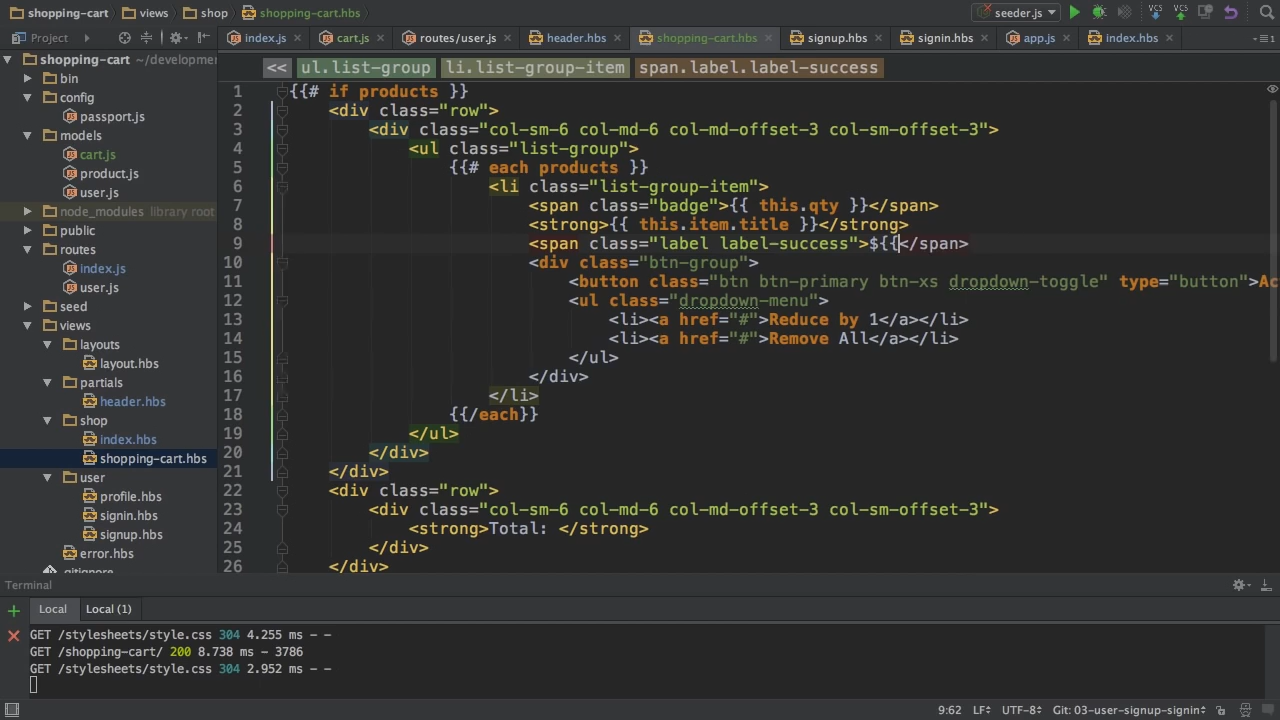 shopping-cart views shop shopping-cart.hbs seeder.js VCS VCS
Project index.js cart.js routes/user.js header.hbs shopping-cart.hbs signup.hbs signin.hbs app.js index.hbs
shopping-cart ~/developmen
bin
config
passport.js
models
cart.js
product.js
user.js
node_modules library root
public
routes
index.js
user.js
seed
views
layouts
layout.hbs
partials
header.hbs
shop
index.hbs
shopping-cart.hbs
user
profile.hbs
signin.hbs
signup.hbs
error.hbs
.gitignore
<< ul.list-group li.list-group-item span.label.label-success
1 {{# if products }}
2 <div class="row">
3 <div class="col-sm-6 col-md-6 col-md-offset-3 col-sm-offset-3">
4 <ul class="list-group">
5 {{# each products }}
6 <li class="list-group-item">
7 <span class="badge">{{ this.qty }}</span>
8 <strong>{{ this.item.title }}</strong>
9 <span class="label label-success">${{</span>
10 <div class="btn-group">
11 <button class="btn btn-primary btn-xs dropdown-toggle" type="button">Ac
12 <ul class="dropdown-menu">
13 <li><a href="#">Reduce by 1</a></li>
14 <li><a href="#">Remove All</a></li>
15 </ul>
16 </div>
17 </li>
18 {{/each}}
19 </ul>
20 </div>
21 </div>
22 <div class="row">
23 <div class="col-sm-6 col-md-6 col-md-offset-3 col-sm-offset-3">
24 <strong>Total: </strong>
25 </div>
26 </div>
Terminal
Local Local (1)
GET /stylesheets/style.css 304 4.255 ms - -
GET /shopping-cart/ 200 8.738 ms - 3786
GET /stylesheets/style.css 304 2.952 ms - -
9:62 LF UTF-8 Git: 03-user-signup-signin